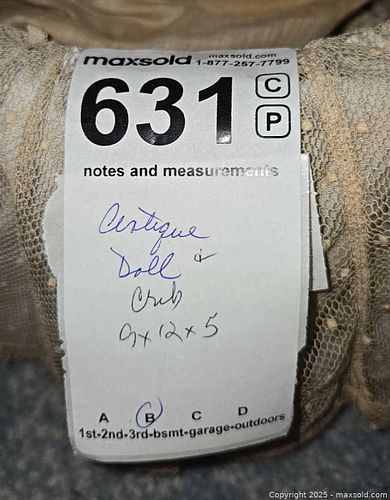 maxsold maxsold.com
1-877-257-7799
631 C
P
notes and measurements
Antique
Doll &
Crib
9x12x5
A B C D
1st-2nd-3rd-bsmt-garage-outdoors
Copyright 2025 - maxsold.com